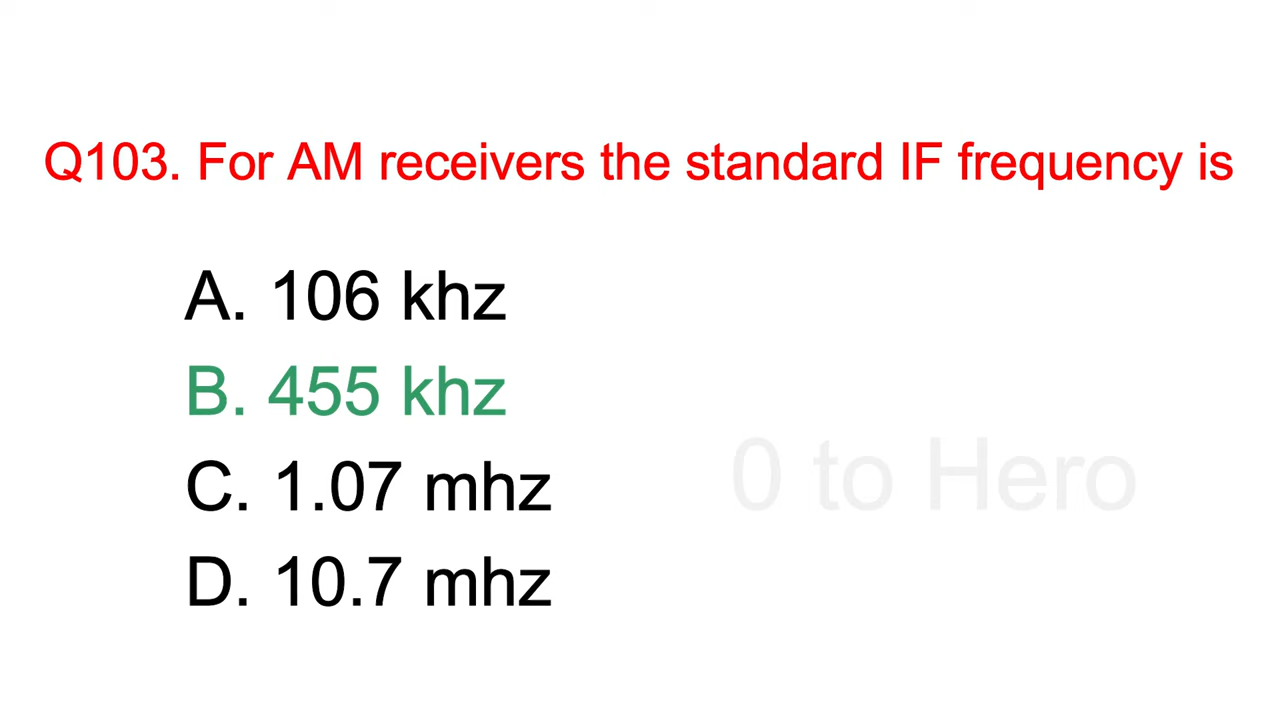 Q103. For AM receivers the standard IF frequency is
A. 106 khz
B. 455 khz
C. 1.07 mhz
0 to Hero
D. 10.7 mhz